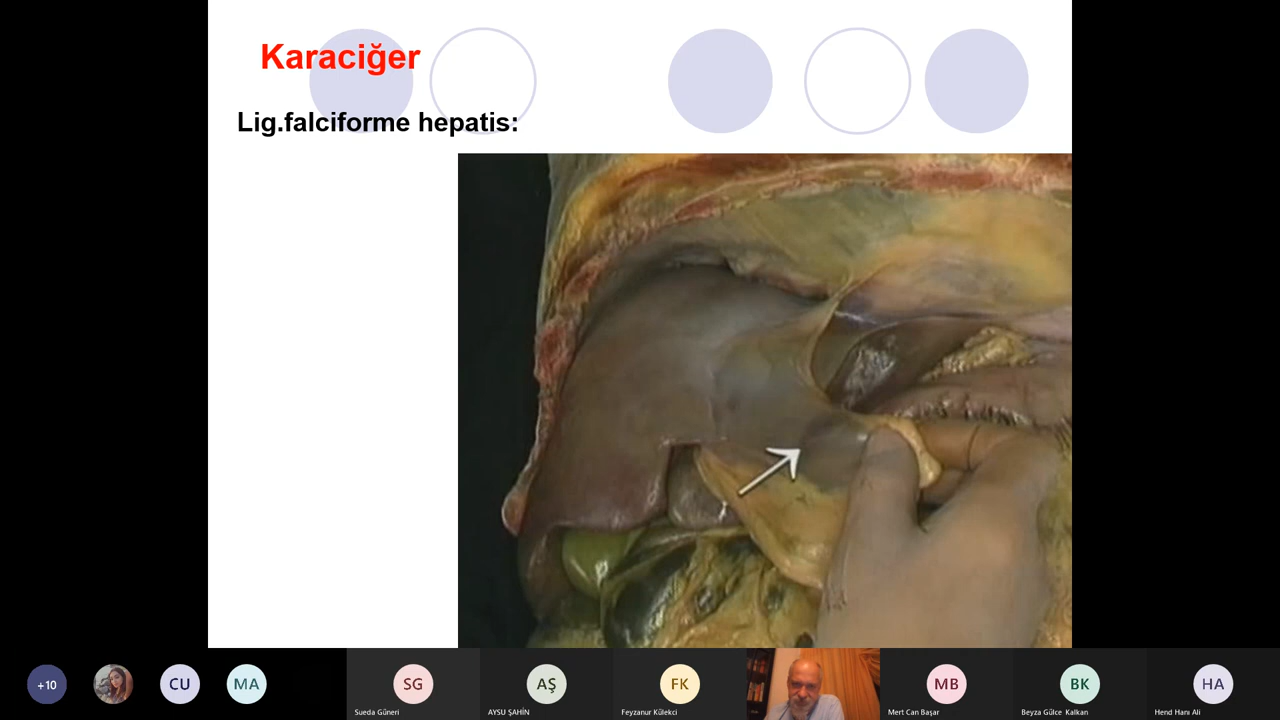 Karaciğer
Lig.falciforme hepatis:
+10
CU
MA
SG
Sueda Güneri
AŞ
AYSU ŞAHİN
FK
Feyzanur Külekci
MB
Mert Can Başar
BK
Beyza Gülce Kalkan
HA
Hend Hanı Ali